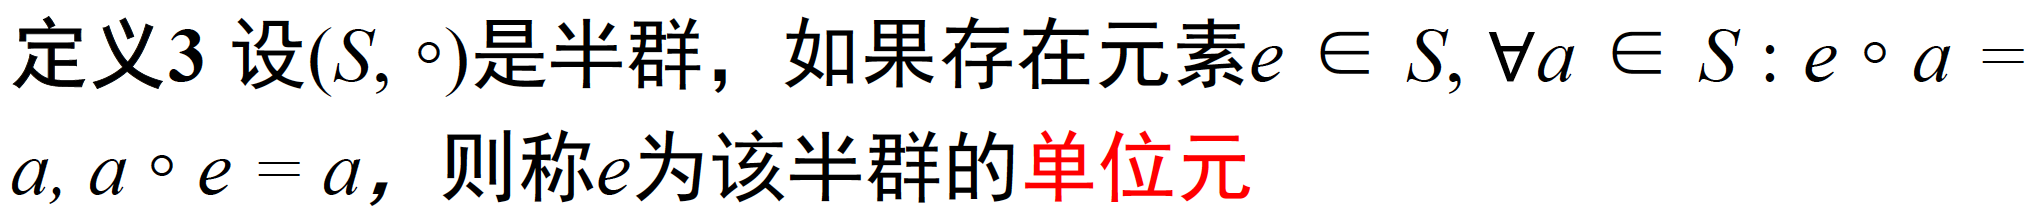 定义3 设(S, ∘)是半群，如果存在元素e ∈ S, ∀a ∈ S : e ∘ a =
a, a ∘ e = a，则称e为该半群的单位元